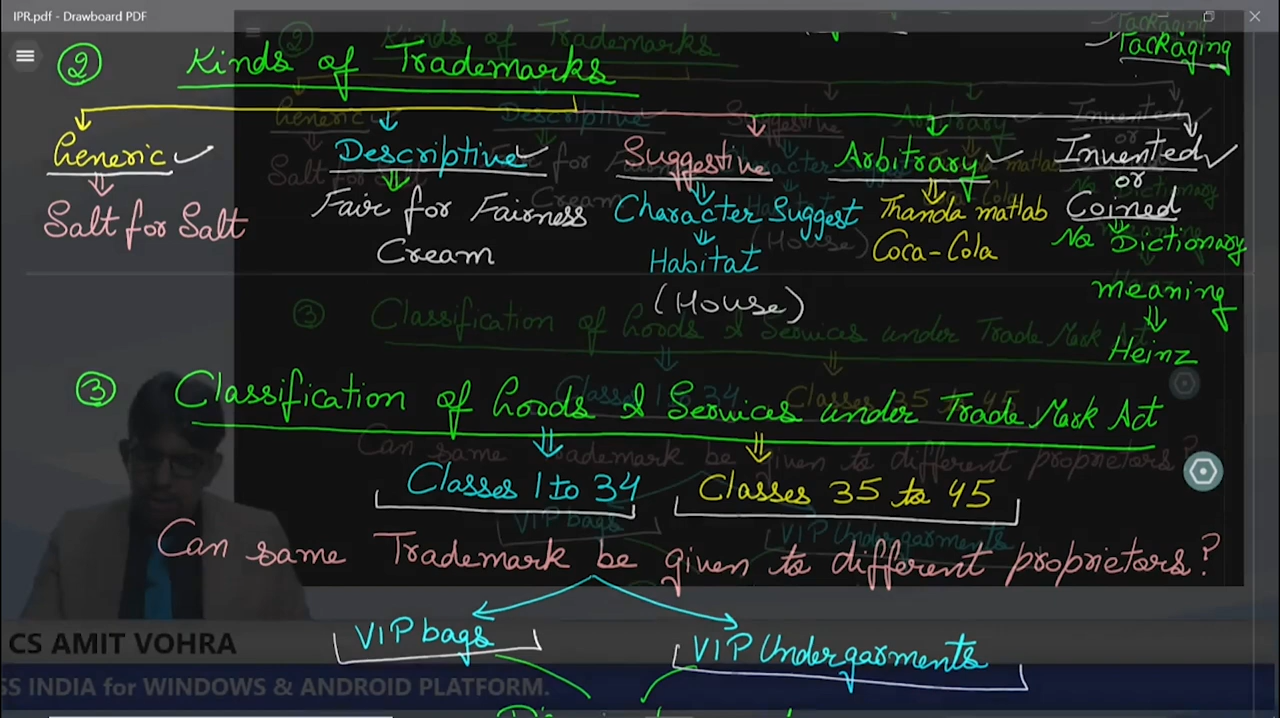 IPR.pdf - Drawboard PDF
Packaging
② Kinds of Trademarks
Generic
Salt for Salt
Descriptive
Fair for Fairness
Cream
Suggestive
Character Suggest
Habitat
(House)
Arbitrary
Thanda matlab
Coca-Cola
Invented
or
Coined
No Dictionary
meaning
Heinz
③ Classification of Goods & Services under Trade Mark Act
Classes 1 to 34
Classes 35 to 45
Can same Trademark be given to different proprietors?
VIP bags
VIP Undergarments
CS AMIT VOHRA
SS INDIA for WINDOWS & ANDROID PLATFORM.